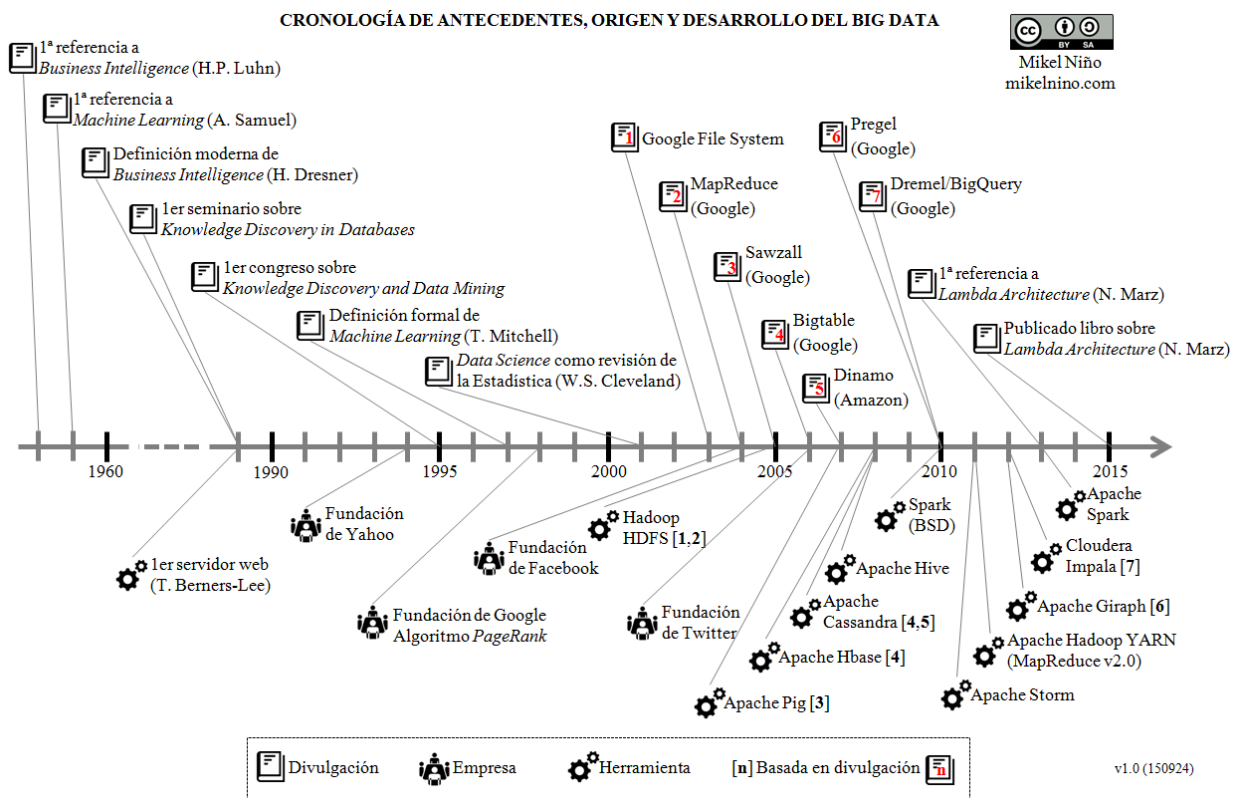 CRONOLOGÍA DE ANTECEDENTES, ORIGEN Y DESARROLLO DEL BIG DATA
cc
BY SA
Mikel Niño
mikelnino.com
1ª referencia a
Business Intelligence (H.P. Luhn)
1ª referencia a
Machine Learning (A. Samuel)
Definición moderna de
Business Intelligence (H. Dresner)
1er seminario sobre
Knowledge Discovery in Databases
1er congreso sobre
Knowledge Discovery and Data Mining
Definición formal de
Machine Learning (T. Mitchell)
Data Science como revisión de
la Estadística (W.S. Cleveland)
1 Google File System
2 MapReduce
(Google)
3 Sawzall
(Google)
4 Bigtable
(Google)
5 Dinamo
(Amazon)
6 Pregel
(Google)
7 Dremel/BigQuery
(Google)
1ª referencia a
Lambda Architecture (N. Marz)
Publicado libro sobre
Lambda Architecture (N. Marz)
1960 1990 1995 2000 2005 2010 2015
1er servidor web
(T. Berners-Lee)
Fundación
de Yahoo
Fundación de Google
Algoritmo PageRank
Fundación
de Facebook
Hadoop
HDFS [1,2]
Fundación
de Twitter
Apache Pig [3]
Apache Hbase [4]
Apache
Cassandra [4,5]
Apache Hive
Spark
(BSD)
Apache Storm
Apache Hadoop YARN
(MapReduce v2.0)
Apache Giraph [6]
Cloudera
Impala [7]
Apache
Spark
Divulgación Empresa Herramienta [n] Basada en divulgación n
v1.0 (150924)